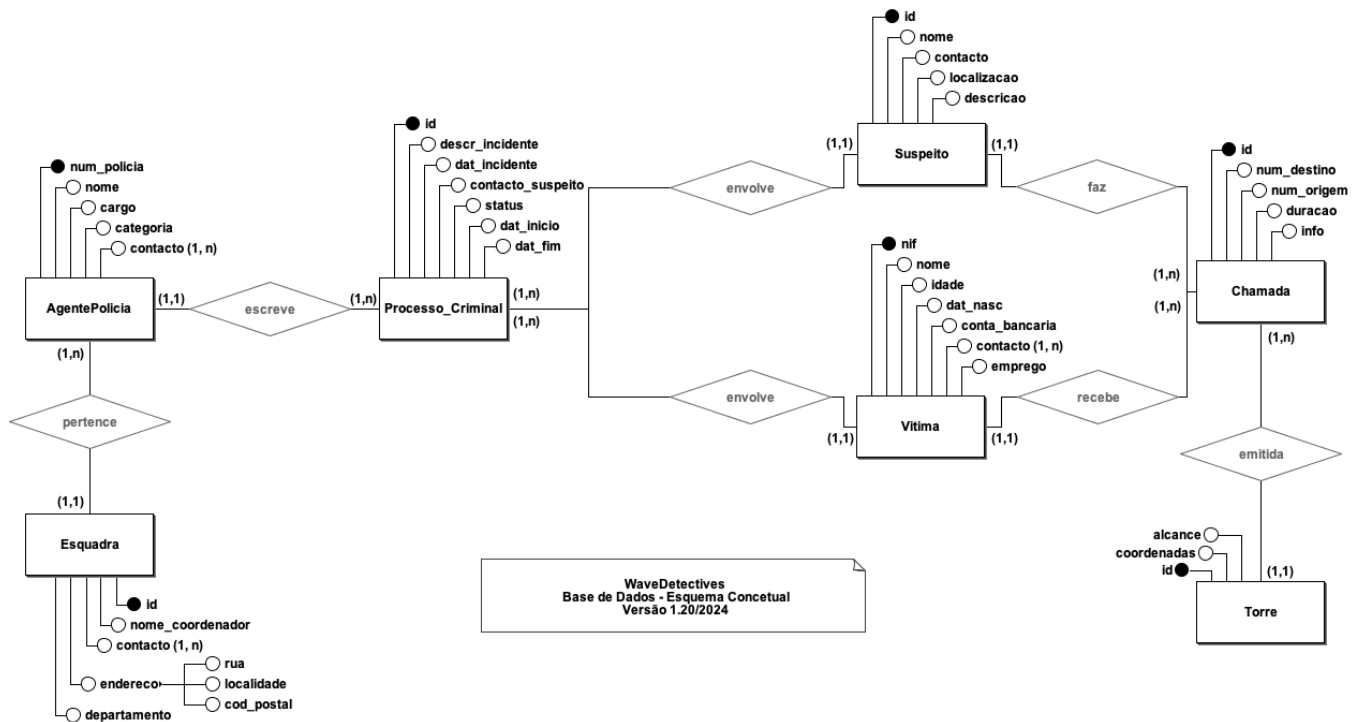 id
nome
contacto
localizacao
descricao
(1,1)
Suspeito
(1,1)
envolve
faz
id
descr_incidente
dat_incidente
contacto_suspeito
status
dat_inicio
dat_fim
(1,n)
Processo_Criminal
(1,n)
(1,n)
num_policia
nome
cargo
categoria
contacto (1, n)
AgentePolicia
(1,1)
escreve
(1,n)
pertence
(1,1)
Esquadra
id
nome_coordenador
contacto (1, n)
endereco
rua
localidade
cod_postal
departamento
nif
nome
idade
dat_nasc
conta_bancaria
contacto (1, n)
emprego
envolve
(1,1)
Vitima
(1,1)
recebe
id
num_destino
num_origem
duracao
info
(1,n)
(1,n)
Chamada
(1,n)
emitida
(1,1)
alcance
coordenadas
id
Torre
WaveDetectives
Base de Dados - Esquema Concetual
Versão 1.20/2024